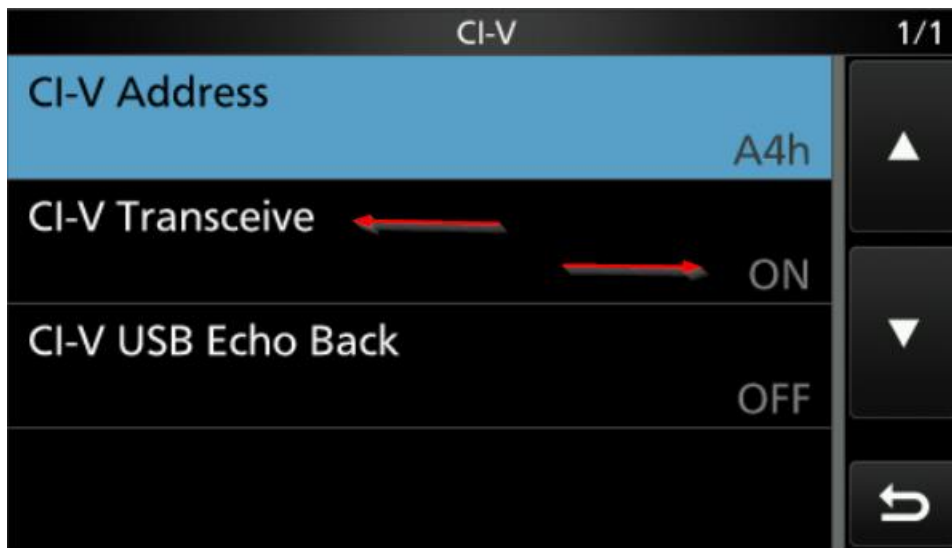 CI-V 1/1
CI-V Address
A4h
CI-V Transceive
ON
CI-V USB Echo Back
OFF